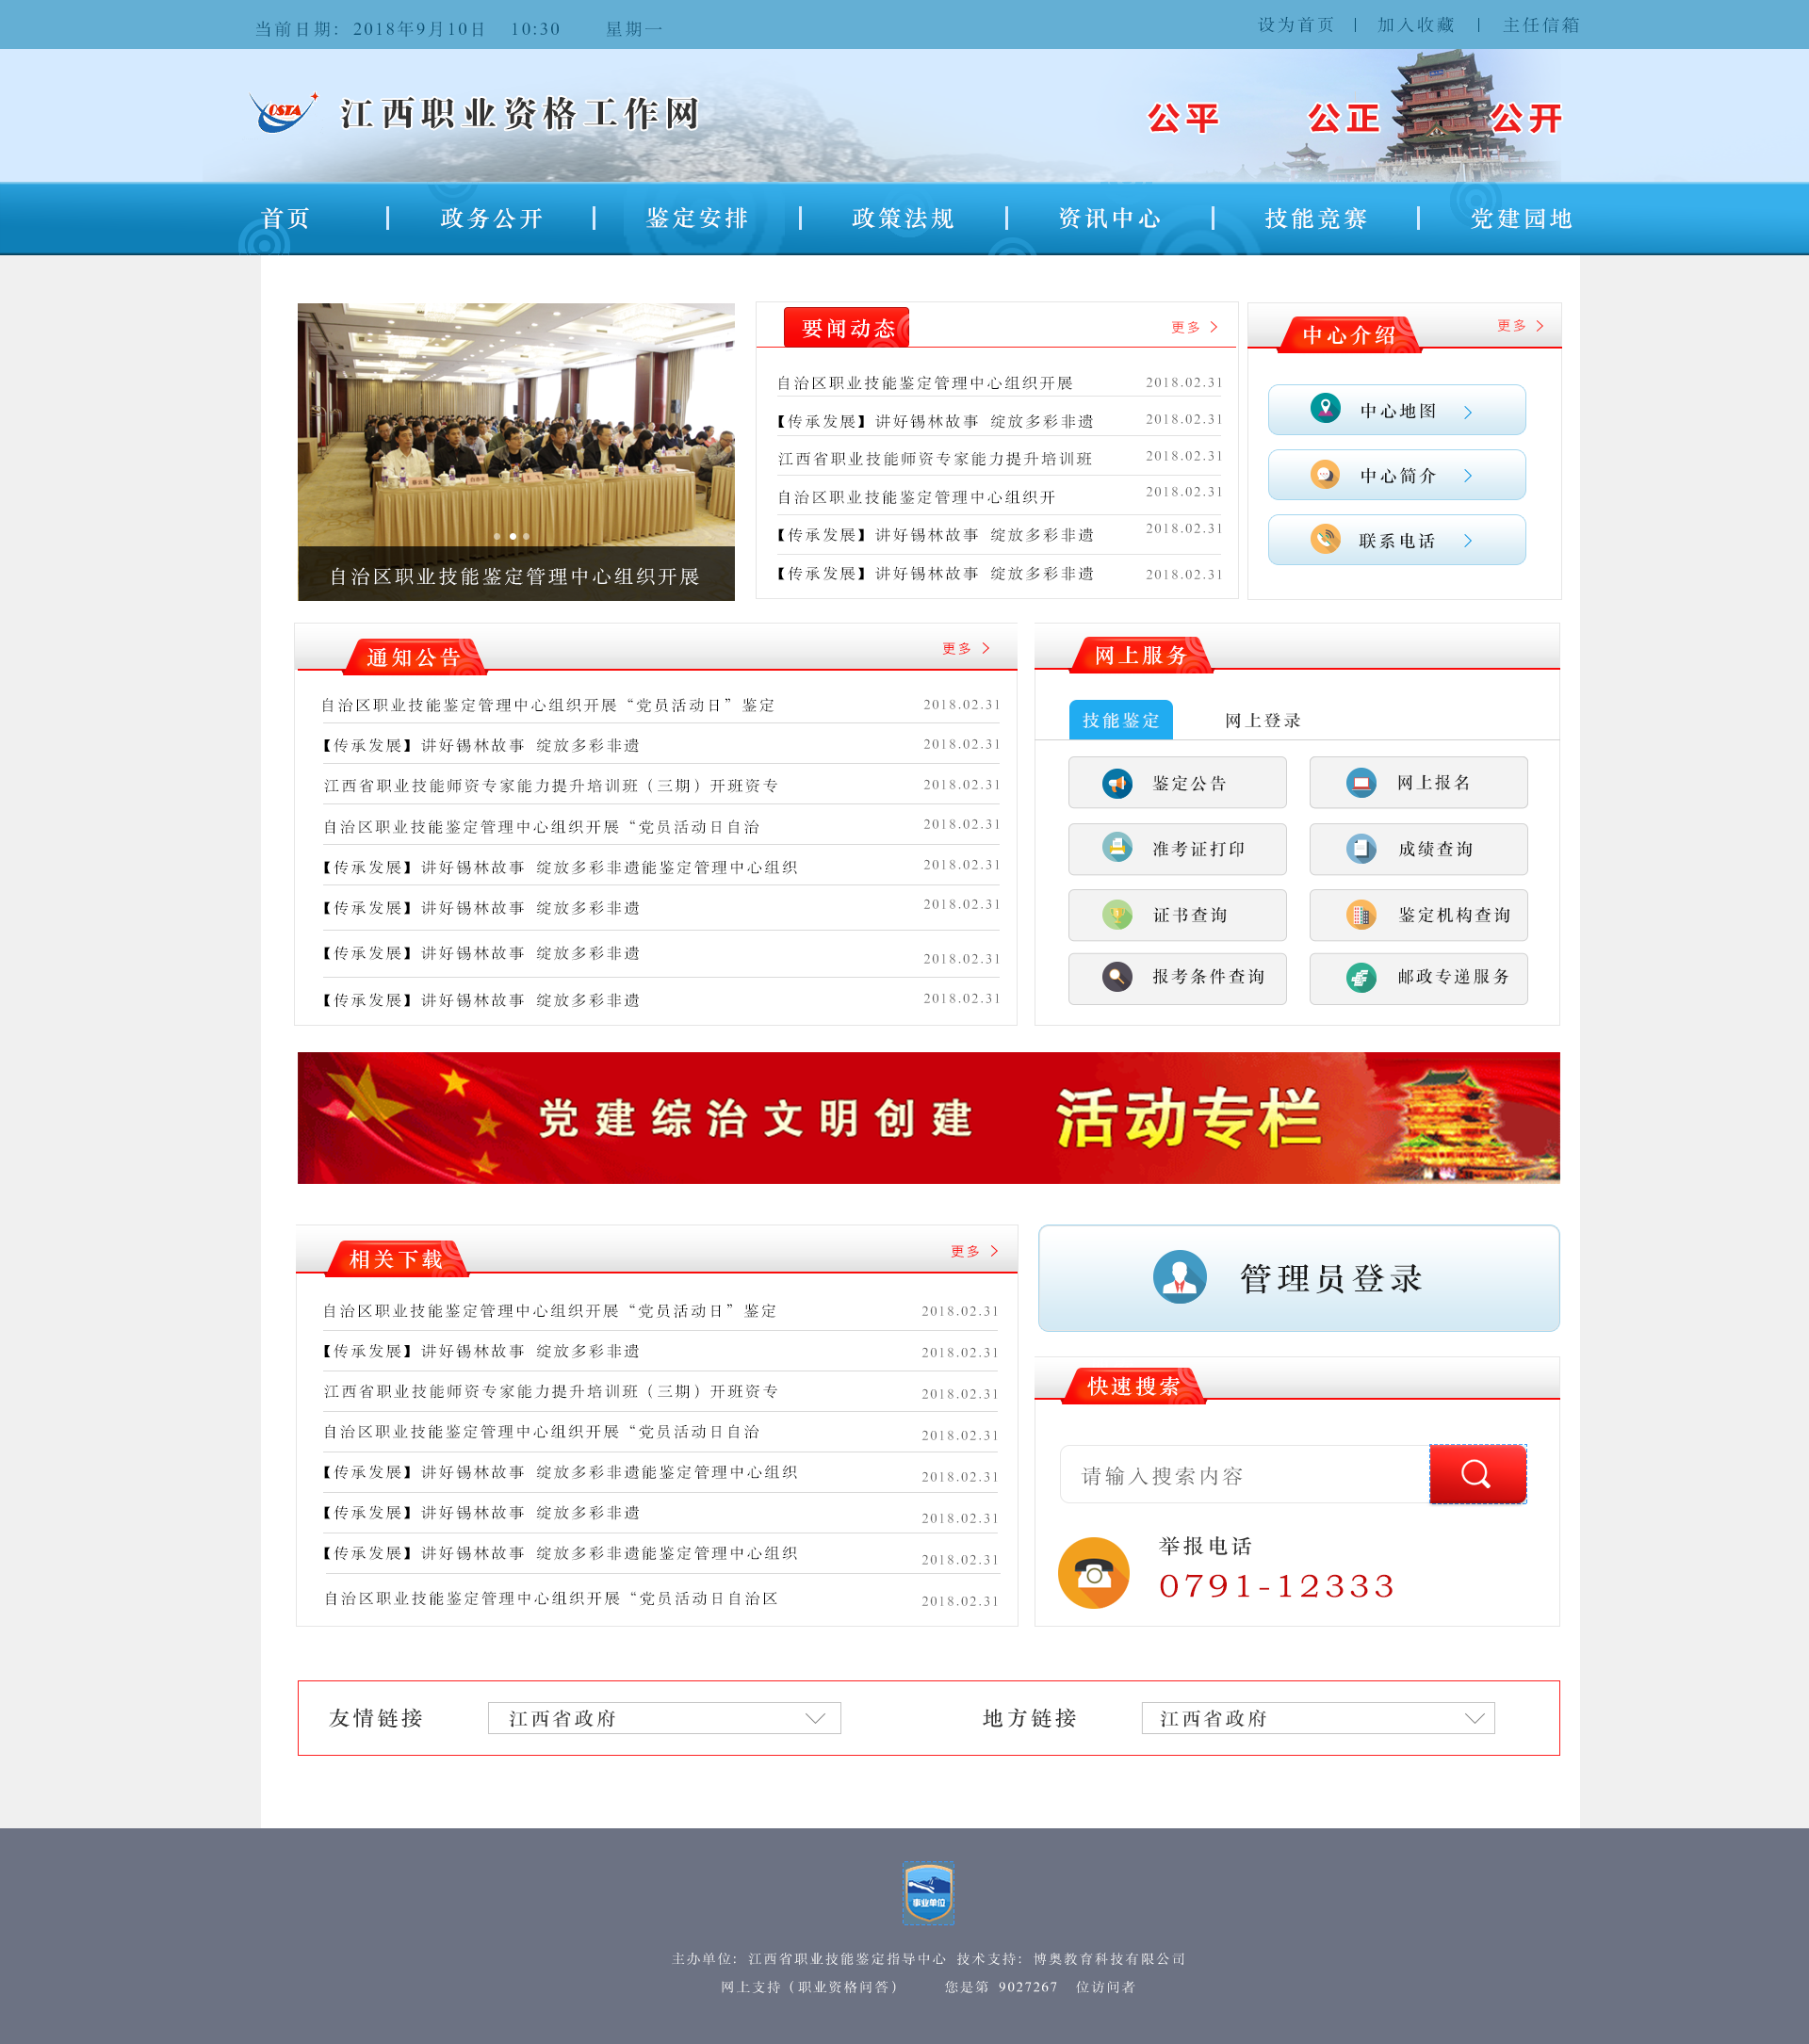 当前日期: 2018年9月10日 10:30 星期一
设为首页 | 加入收藏 | 主任信箱
OSTA 江西职业资格工作网
公平 公正 公开
首页 政务公开 鉴定安排 政策法规 资讯中心 技能竞赛 党建园地
自治区职业技能鉴定管理中心组织开展
要闻动态 更多
自治区职业技能鉴定管理中心组织开展 2018.02.31
【传承发展】讲好锡林故事 绽放多彩非遗 2018.02.31
江西省职业技能师资专家能力提升培训班 2018.02.31
自治区职业技能鉴定管理中心组织开 2018.02.31
【传承发展】讲好锡林故事 绽放多彩非遗 2018.02.31
【传承发展】讲好锡林故事 绽放多彩非遗 2018.02.31
中心介绍 更多
中心地图
中心简介
联系电话
通知公告 更多
自治区职业技能鉴定管理中心组织开展“党员活动日”鉴定 2018.02.31
【传承发展】讲好锡林故事 绽放多彩非遗 2018.02.31
江西省职业技能师资专家能力提升培训班（三期）开班资专 2018.02.31
自治区职业技能鉴定管理中心组织开展“党员活动日自治 2018.02.31
【传承发展】讲好锡林故事 绽放多彩非遗能鉴定管理中心组织 2018.02.31
【传承发展】讲好锡林故事 绽放多彩非遗 2018.02.31
【传承发展】讲好锡林故事 绽放多彩非遗 2018.02.31
【传承发展】讲好锡林故事 绽放多彩非遗 2018.02.31
网上服务
技能鉴定 网上登录
鉴定公告 网上报名
准考证打印 成绩查询
证书查询 鉴定机构查询
报考条件查询 邮政专递服务
党建综治文明创建 活动专栏
相关下载 更多
自治区职业技能鉴定管理中心组织开展“党员活动日”鉴定 2018.02.31
【传承发展】讲好锡林故事 绽放多彩非遗 2018.02.31
江西省职业技能师资专家能力提升培训班（三期）开班资专 2018.02.31
自治区职业技能鉴定管理中心组织开展“党员活动日自治 2018.02.31
【传承发展】讲好锡林故事 绽放多彩非遗能鉴定管理中心组织 2018.02.31
【传承发展】讲好锡林故事 绽放多彩非遗 2018.02.31
【传承发展】讲好锡林故事 绽放多彩非遗能鉴定管理中心组织 2018.02.31
自治区职业技能鉴定管理中心组织开展“党员活动日自治区 2018.02.31
管理员登录
快速搜索
请输入搜索内容
举报电话
0791-12333
友情链接 江西省政府 地方链接 江西省政府
事业单位
主办单位: 江西省职业技能鉴定指导中心 技术支持: 博奥教育科技有限公司
网上支持（职业资格问答） 您是第 9027267 位访问者